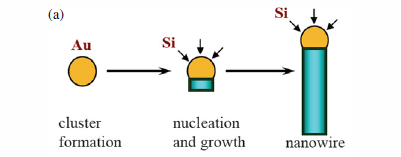 (a)
Au
Si
Si
cluster
formation
nucleation
and growth
nanowire